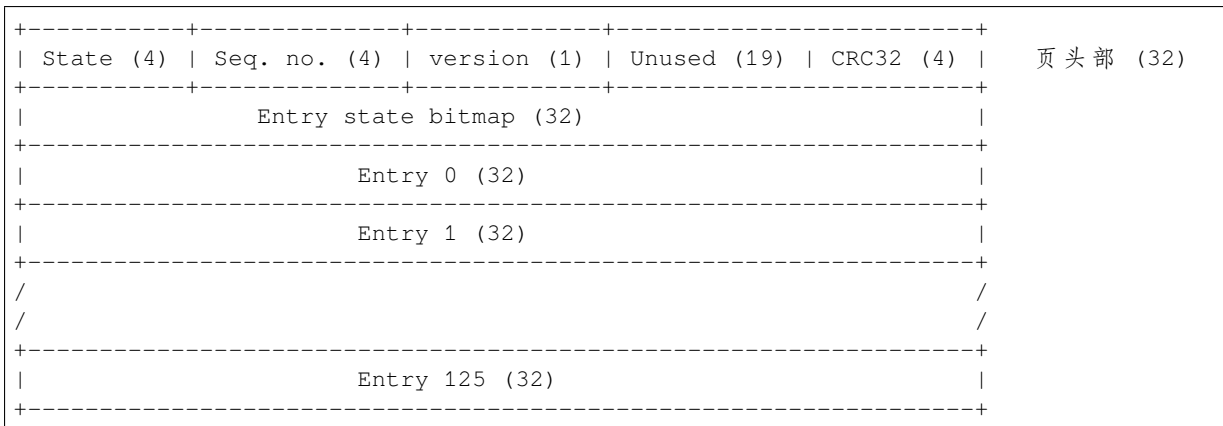 +-----------+--------------+-------------+-------------------------+
| State (4) | Seq. no. (4) | version (1) | Unused (19) | CRC32 (4) | 页头部 (32)
+-----------+--------------+-------------+-------------------------+
| Entry state bitmap (32) |
+------------------------------------------------------------------+
| Entry 0 (32) |
+------------------------------------------------------------------+
| Entry 1 (32) |
+------------------------------------------------------------------+
/ /
/ /
+------------------------------------------------------------------+
| Entry 125 (32) |
+------------------------------------------------------------------+